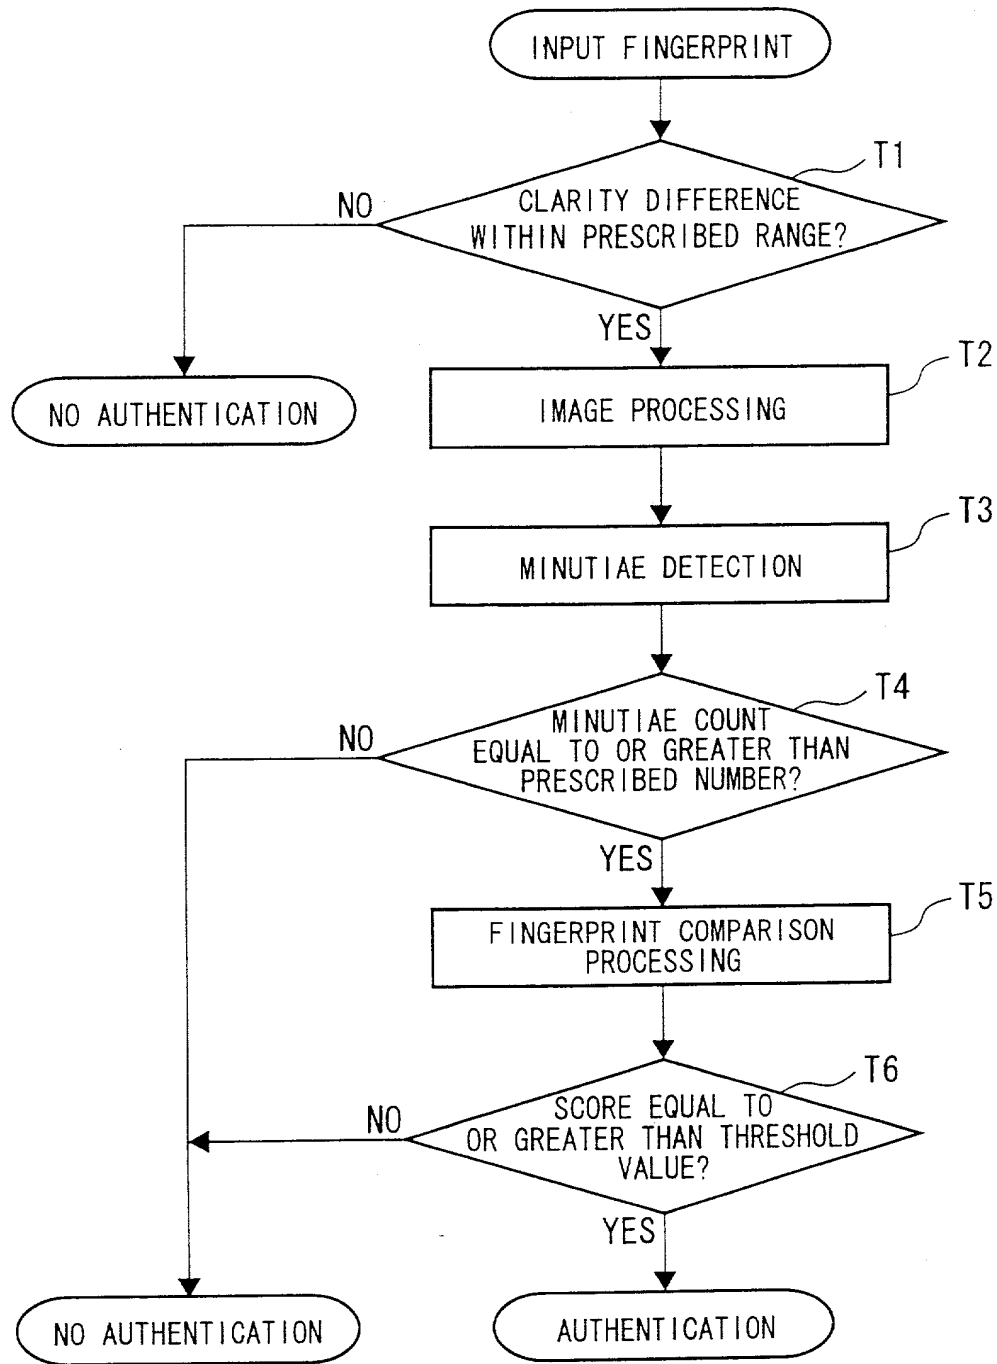 INPUT FINGERPRINT
T1
CLARITY DIFFERENCE
WITHIN PRESCRIBED RANGE?
NO
YES
NO AUTHENTICATION
T2
IMAGE PROCESSING
T3
MINUTIAE DETECTION
T4
MINUTIAE COUNT
EQUAL TO OR GREATER THAN
PRESCRIBED NUMBER?
NO
YES
T5
FINGERPRINT COMPARISON
PROCESSING
T6
SCORE EQUAL TO
OR GREATER THAN THRESHOLD
VALUE?
NO
YES
NO AUTHENTICATION
AUTHENTICATION